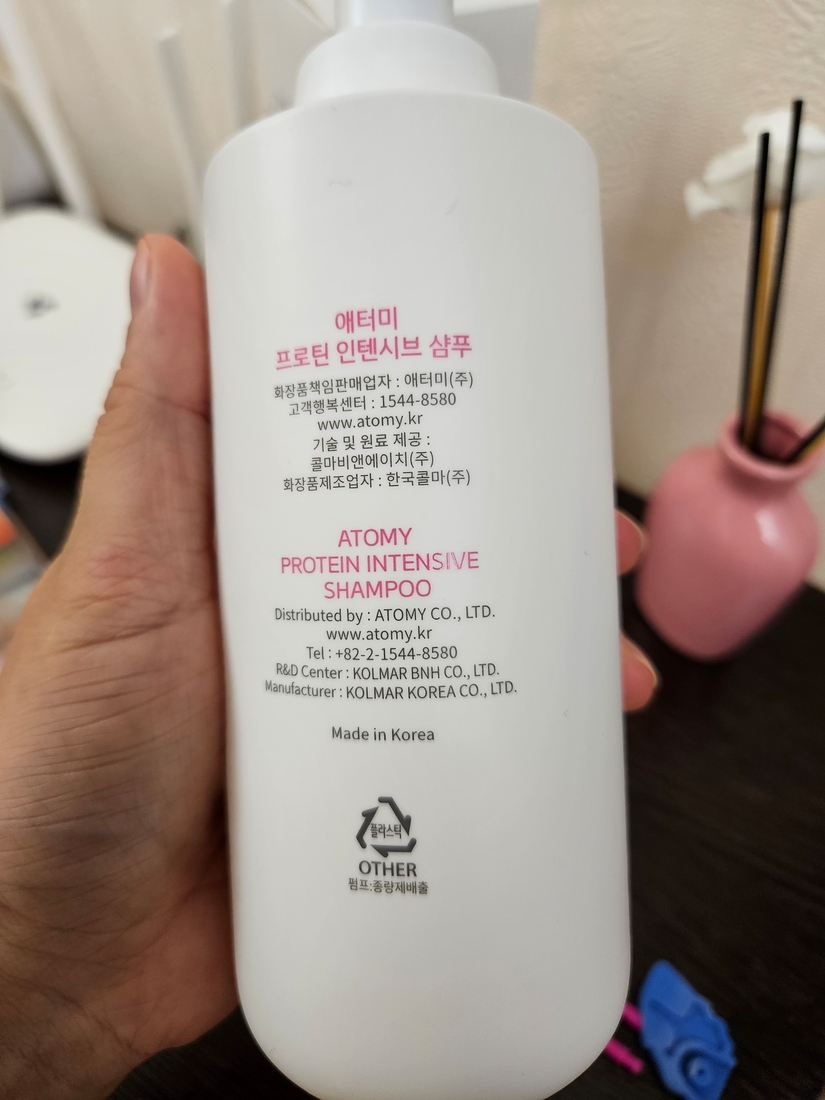 애터미
프로틴 인텐시브 샴푸
화장품책임판매업자 : 애터미(주)
고객행복센터 : 1544-8580
www.atomy.kr
기술 및 원료 제공 :
콜마비앤에이치(주)
화장품제조업자 : 한국콜마(주)
ATOMY
PROTEIN INTENSIVE
SHAMPOO
Distributed by : ATOMY CO., LTD.
www.atomy.kr
Tel : +82-2-1544-8580
R&D Center : KOLMAR BNH CO., LTD.
Manufacturer : KOLMAR KOREA CO., LTD.
Made in Korea
플라스틱
OTHER
펌프:종량제배출